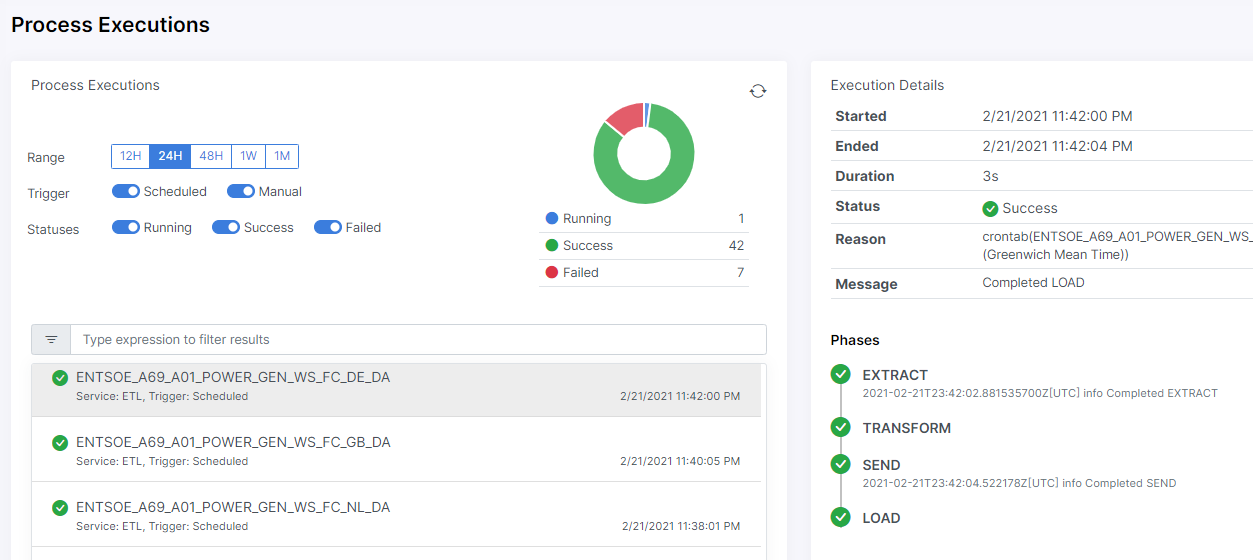 Process Executions
Process Executions
Range 12H 24H 48H 1W 1M
Trigger Scheduled Manual
Statuses Running Success Failed
Running 1
Success 42
Failed 7
Type expression to filter results
ENTSOE_A69_A01_POWER_GEN_WS_FC_DE_DA
Service: ETL, Trigger: Scheduled 2/21/2021 11:42:00 PM
ENTSOE_A69_A01_POWER_GEN_WS_FC_GB_DA
Service: ETL, Trigger: Scheduled 2/21/2021 11:40:05 PM
ENTSOE_A69_A01_POWER_GEN_WS_FC_NL_DA
Service: ETL, Trigger: Scheduled 2/21/2021 11:38:01 PM
Execution Details
Started 2/21/2021 11:42:00 PM
Ended 2/21/2021 11:42:04 PM
Duration 3s
Status Success
Reason crontab(ENTSOE_A69_A01_POWER_GEN_WS_
(Greenwich Mean Time))
Message Completed LOAD
Phases
EXTRACT
2021-02-21T23:42:02.881535700Z[UTC] info Completed EXTRACT
TRANSFORM
SEND
2021-02-21T23:42:04.522178Z[UTC] info Completed SEND
LOAD